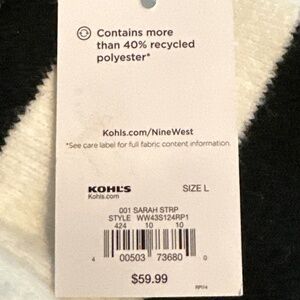 Contains more
than 40% recycled
polyester*
Kohls.com/NineWest
*See care label for full fabric content information.
KOHL'S SIZE L
Kohls.com
001 SARAH STRP
STYLE WW43S124RP1
424 10 10
4 00503 73680 0
$59.99